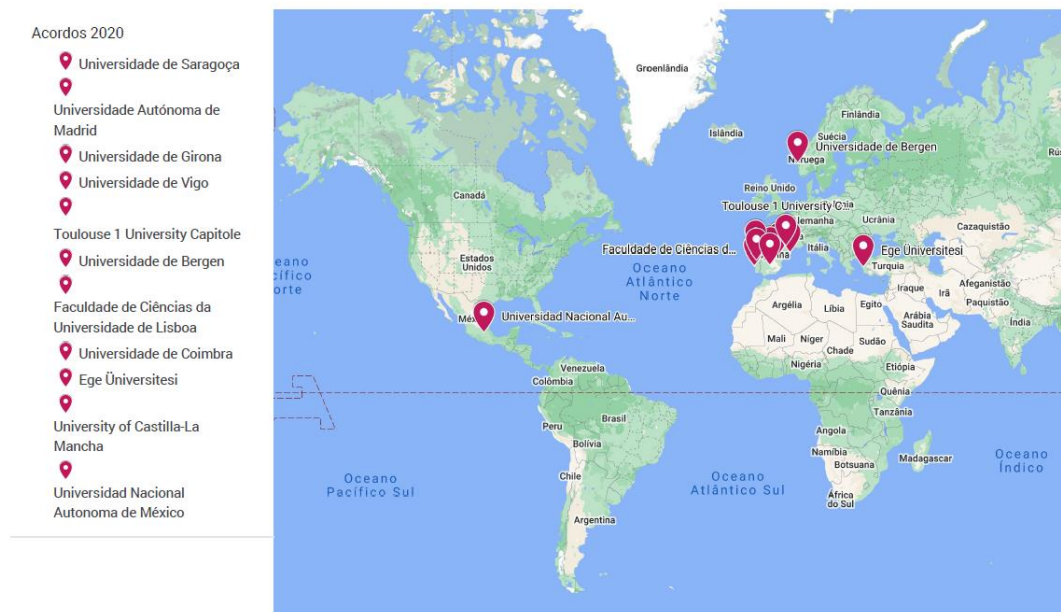 Acordos 2020
Universidade de Saragoça
Universidade Autónoma de
Madrid
Universidade de Girona
Universidade de Vigo
Toulouse 1 University Capitole
Universidade de Bergen
Faculdade de Ciências da
Universidade de Lisboa
Universidade de Coimbra
Ege Üniversitesi
University of Castilla-La
Mancha
Universidad Nacional
Autonoma de México
Groenlândia
Islândia
Finlândia
Suécia
Universidade de Bergen
Noruega
Reino Unido
Canadá
Toulouse 1 University C...
Ucrânia
Cazaquistão
Faculdade de Ciências d...
Itália
Ege Üniversitesi
Turquia
Estados
Unidos
Oceano
Atlântico
Norte
Afeganistão
Iraque
Irã
Paquistão
Argélia
Líbia
Egito
Arábia
Saudita
Índia
Universidad Nacional Au...
Mali
Níger
Sudão
Chade
Venezuela
Nigéria
Etiópia
Colômbia
Quênia
Tanzânia
Brasil
Peru
Angola
Bolívia
Namíbia
Madagascar
Botsuana
Oceano
Pacífico Sul
Chile
Oceano
Atlântico Sul
Oceano
Índico
África
do Sul
Argentina